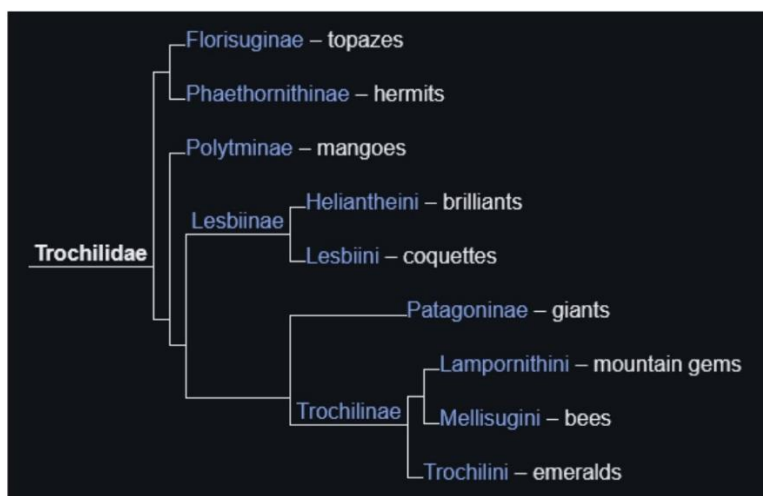 Florisuginae – topazes
Phaethornithinae – hermits
Polytminae – mangoes
Heliantheini – brilliants
Lesbiinae
Trochilidae
Lesbiini – coquettes
Patagoninae – giants
Lampornithini – mountain gems
Trochilinae
Mellisugini – bees
Trochilini – emeralds